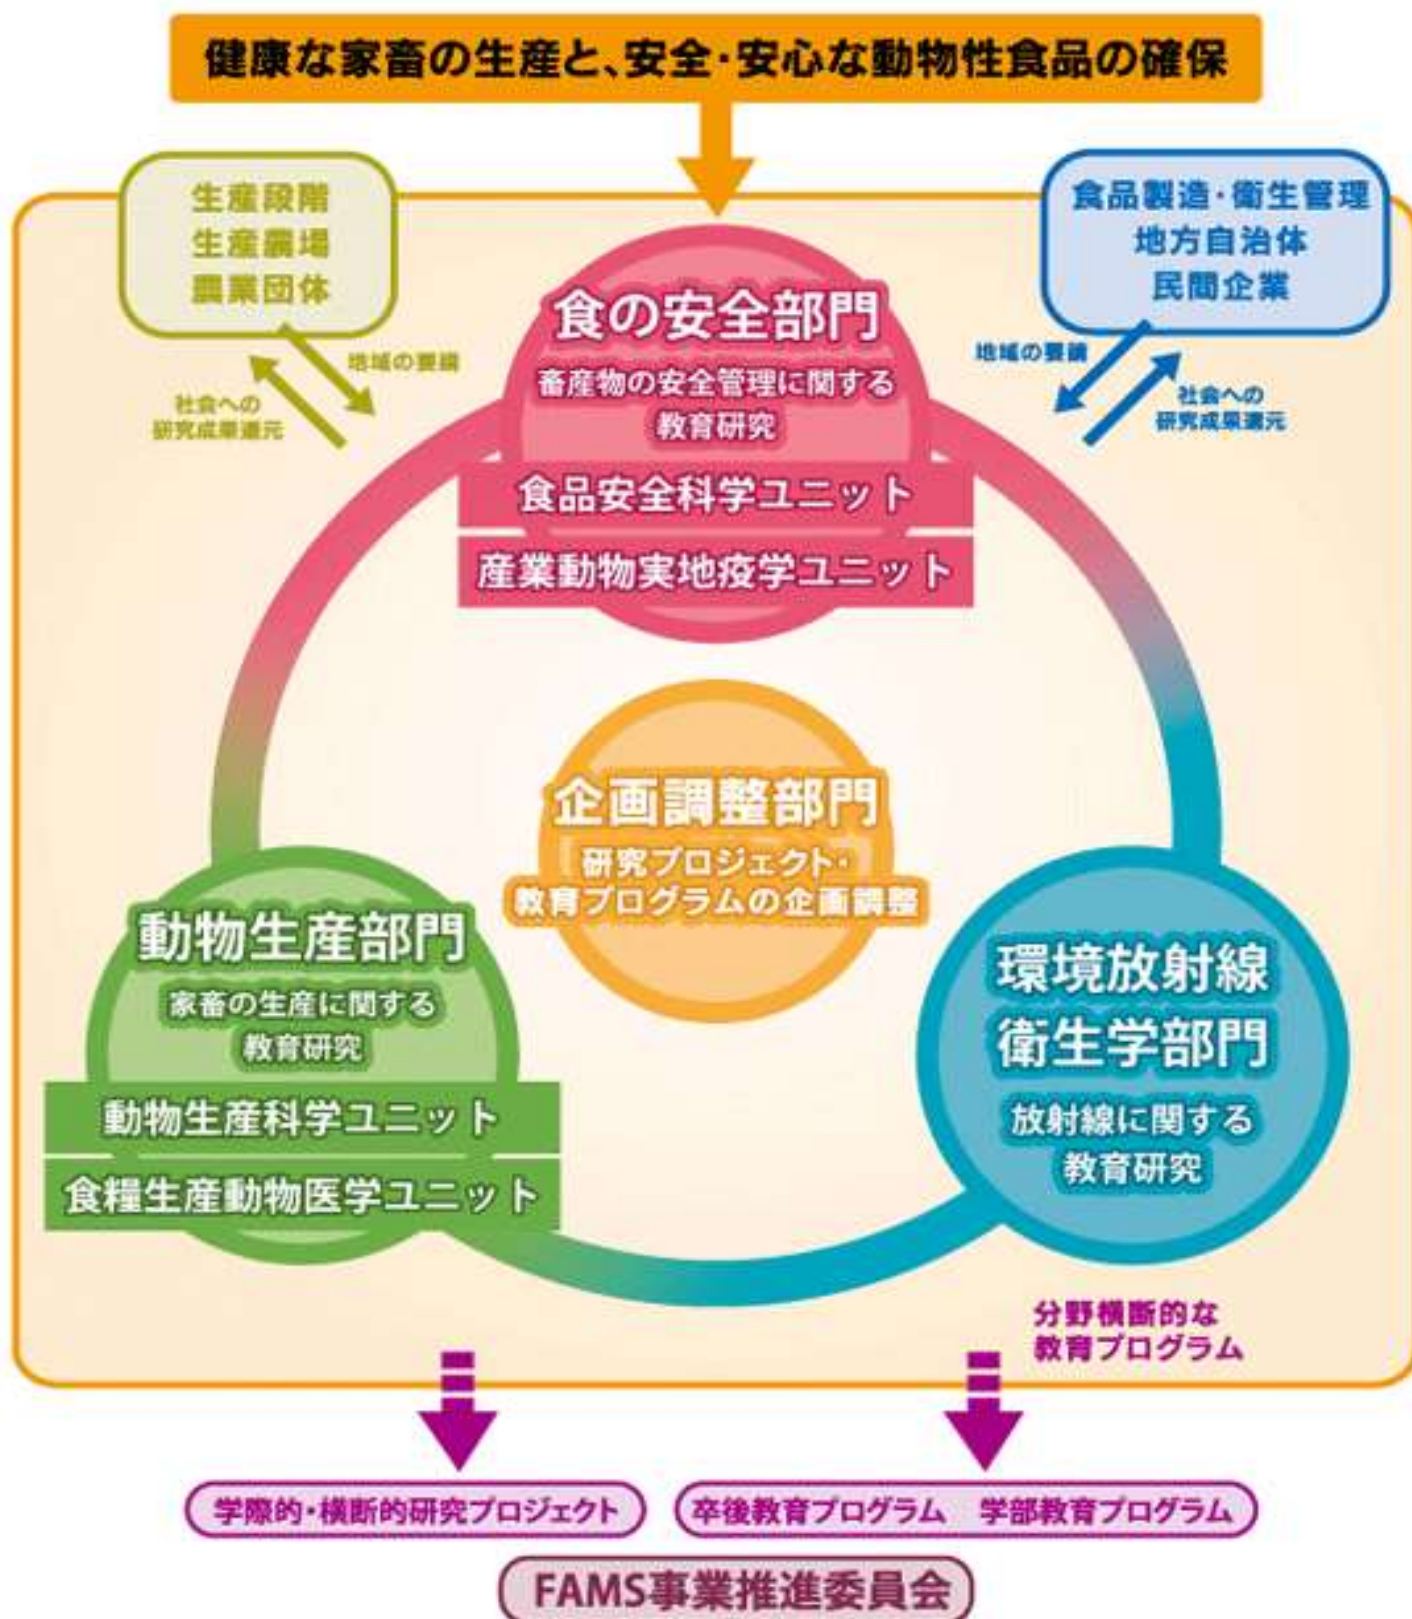 健康な家畜の生産と、安全・安心な動物性食品の確保
生産段階
生産農場
農業団体
食品製造・衛生管理
地方自治体
民間企業
地域の要請
社会への
研究成果還元
地域の要請
社会への
研究成果還元
食の安全部門
畜産物の安全管理に関する
教育研究
食品安全科学ユニット
産業動物実地疫学ユニット
企画調整部門
研究プロジェクト・
教育プログラムの企画調整
動物生産部門
家畜の生産に関する
教育研究
動物生産科学ユニット
食糧生産動物医学ユニット
環境放射線
衛生学部門
放射線に関する
教育研究
分野横断的な
教育プログラム
学際的・横断的研究プロジェクト
卒後教育プログラム　学部教育プログラム
FAMS事業推進委員会